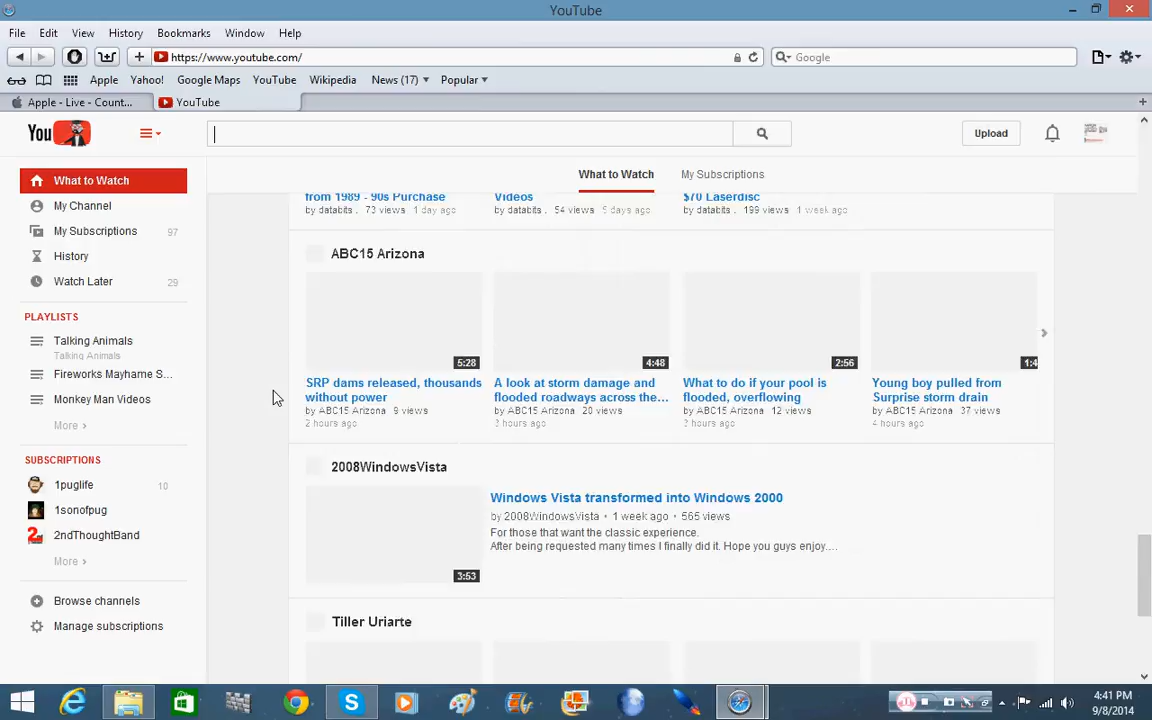 YouTube
File Edit View History Bookmarks Window Help
https://www.youtube.com/
Google
Apple Yahoo! Google Maps YouTube Wikipedia News (17) Popular
Apple - Live - Count...
YouTube
You
Upload
What to Watch My Subscriptions
What to Watch
My Channel
My Subscriptions 97
History
Watch Later 29
PLAYLISTS
Talking Animals
Talking Animals
Fireworks Mayhame S...
Monkey Man Videos
More ›
SUBSCRIPTIONS
1puglife 10
1sonofpug
2ndThoughtBand
More ›
Browse channels
Manage subscriptions
from 1989 - 90s Purchase
by databits . 73 views 1 day ago
Videos
by databits . 54 views 5 days ago
$70 Laserdisc
by databits . 199 views 1 week ago
ABC15 Arizona
5:28
SRP dams released, thousands
without power
by ABC15 Arizona 9 views
2 hours ago
4:48
A look at storm damage and
flooded roadways across the...
by ABC15 Arizona 20 views
3 hours ago
2:56
What to do if your pool is
flooded, overflowing
by ABC15 Arizona 12 views
3 hours ago
1:4
Young boy pulled from
Surprise storm drain
by ABC15 Arizona 37 views
4 hours ago
2008WindowsVista
3:53
Windows Vista transformed into Windows 2000
by 2008WindowsVista • 1 week ago • 565 views
For those that want the classic experience.
After being requested many times I finally did it. Hope you guys enjoy....
Tiller Uriarte
4:41 PM
9/8/2014